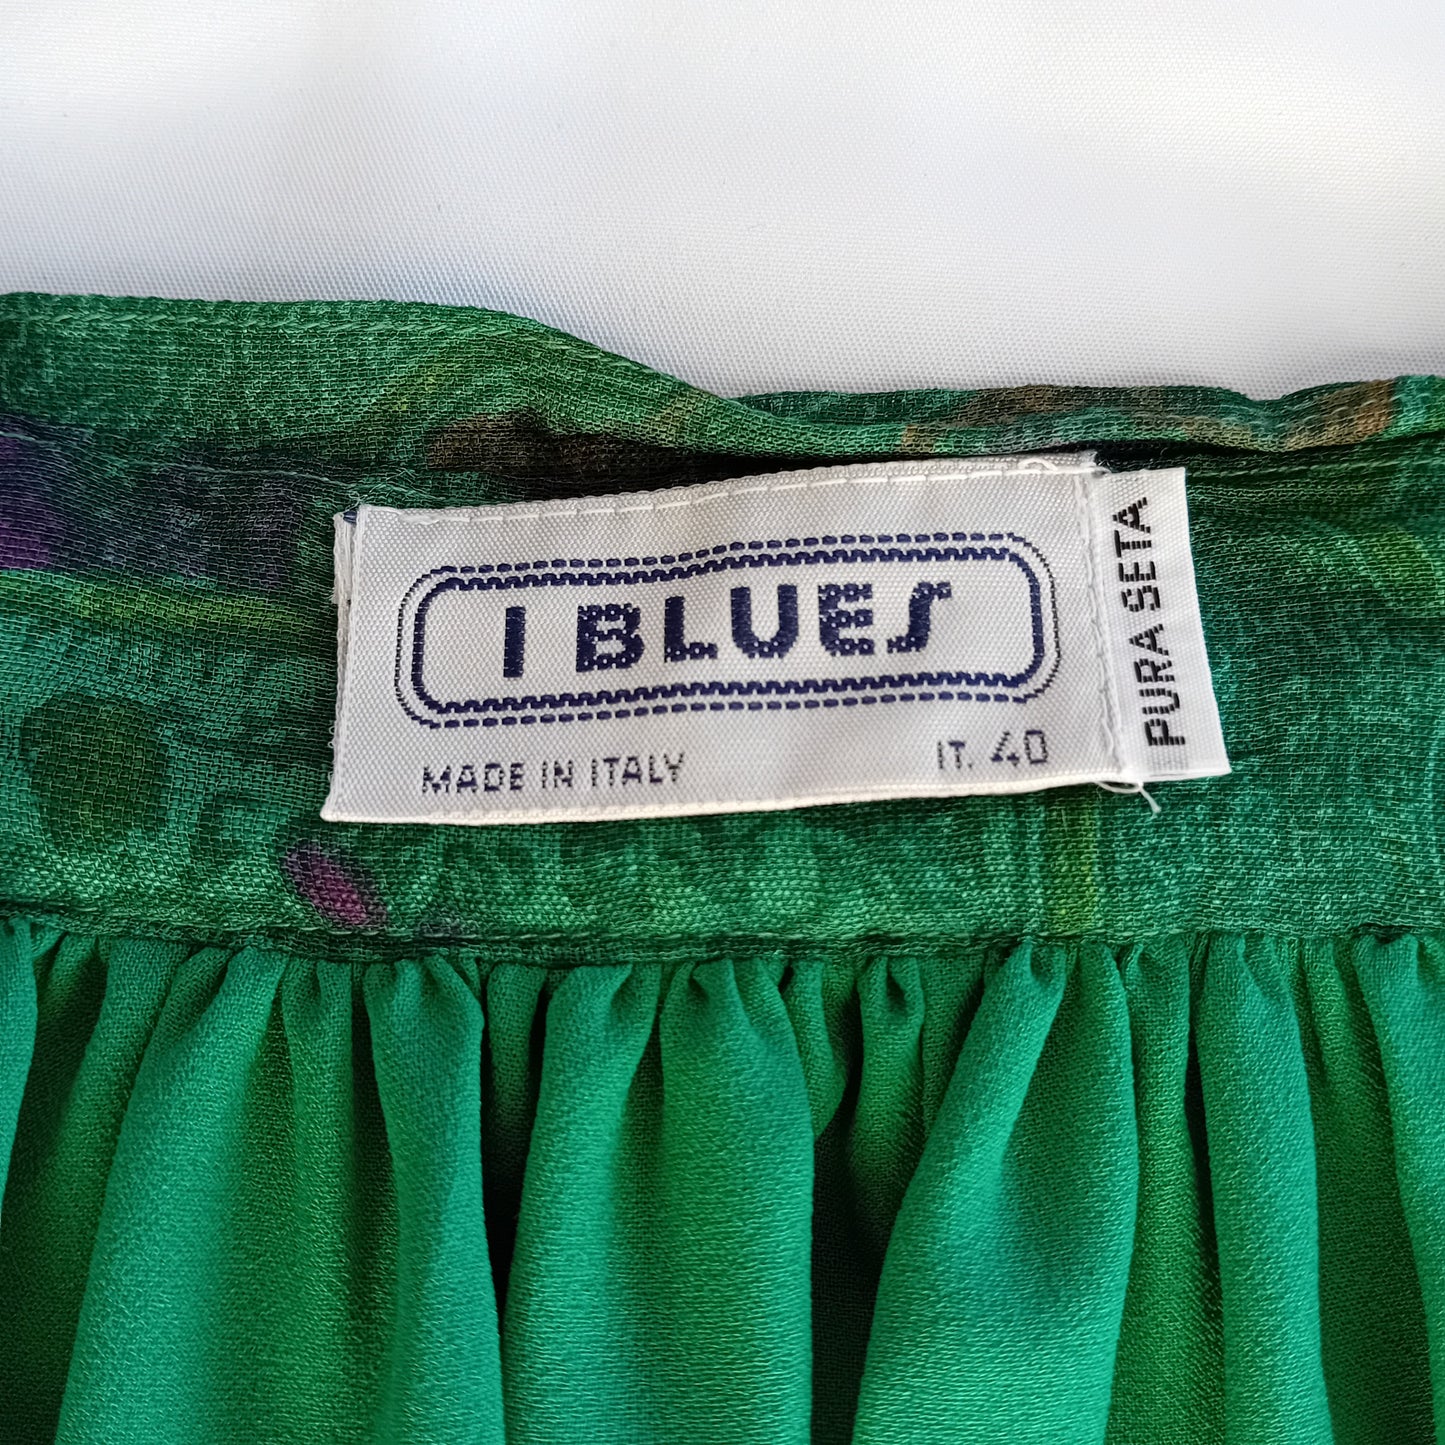 I BLUES
MADE IN ITALY
IT. 40
PURA SETA